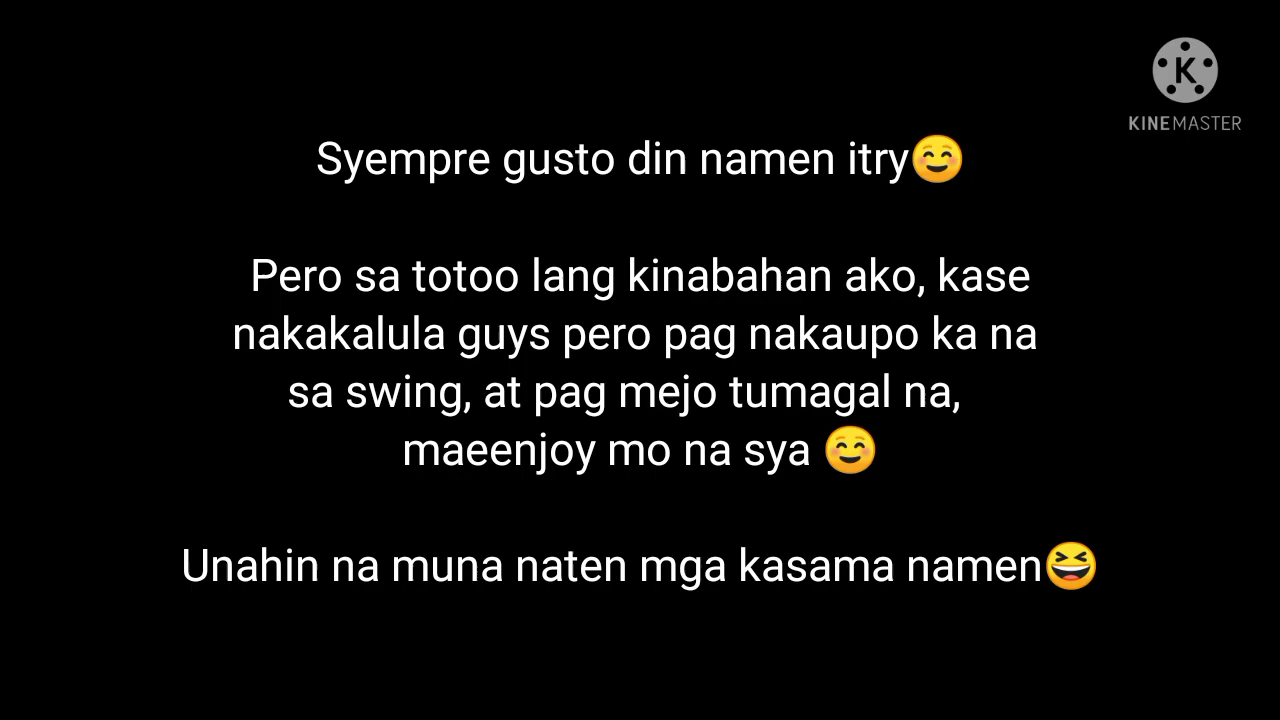 KINEMASTER
Syempre gusto din namen itry☺️
Pero sa totoo lang kinabahan ako, kase
nakakalula guys pero pag nakaupo ka na
sa swing, at pag mejo tumagal na,
maeenjoy mo na sya ☺️
Unahin na muna naten mga kasama namen😆